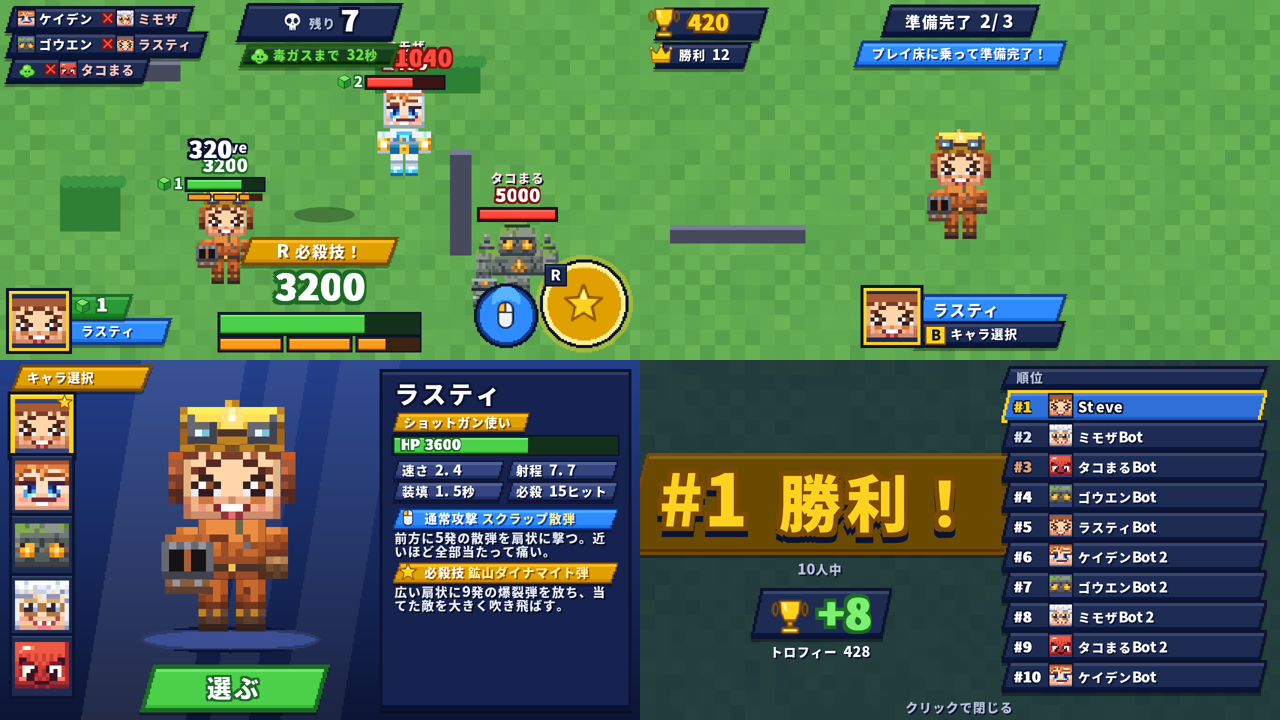 ケイデン ミモザ
ゴウエン ラスティ
タコまる
残り 7
毒ガスまで 32秒
1040
2
320
3200
1
タコまる
5000
R 必殺技！
3200
R
1
ラスティ
420
勝利 12
準備完了 2/3
プレイ床に乗って準備完了！
ラスティ
B キャラ選択
キャラ選択
ラスティ
ショットガン使い
HP 3600
速さ 2.4
射程 7.7
装填 1.5秒
必殺 15ヒット
通常攻撃 スクラップ散弾
前方に5発の散弾を扇状に撃つ。近
いほど全部当たって痛い。
必殺技 鉱山ダイナマイト弾
広い扇状に9発の爆裂弾を放ち、当
てた敵を大きく吹き飛ばす。
選ぶ
#1 勝利！
10人中
+8
トロフィー 428
順位
#1 Steve
#2 ミモザBot
#3 タコまるBot
#4 ゴウエンBot
#5 ラスティBot
#6 ケイデンBot 2
#7 ゴウエンBot 2
#8 ミモザBot 2
#9 タコまるBot 2
#10 ケイデンBot
クリックで閉じる